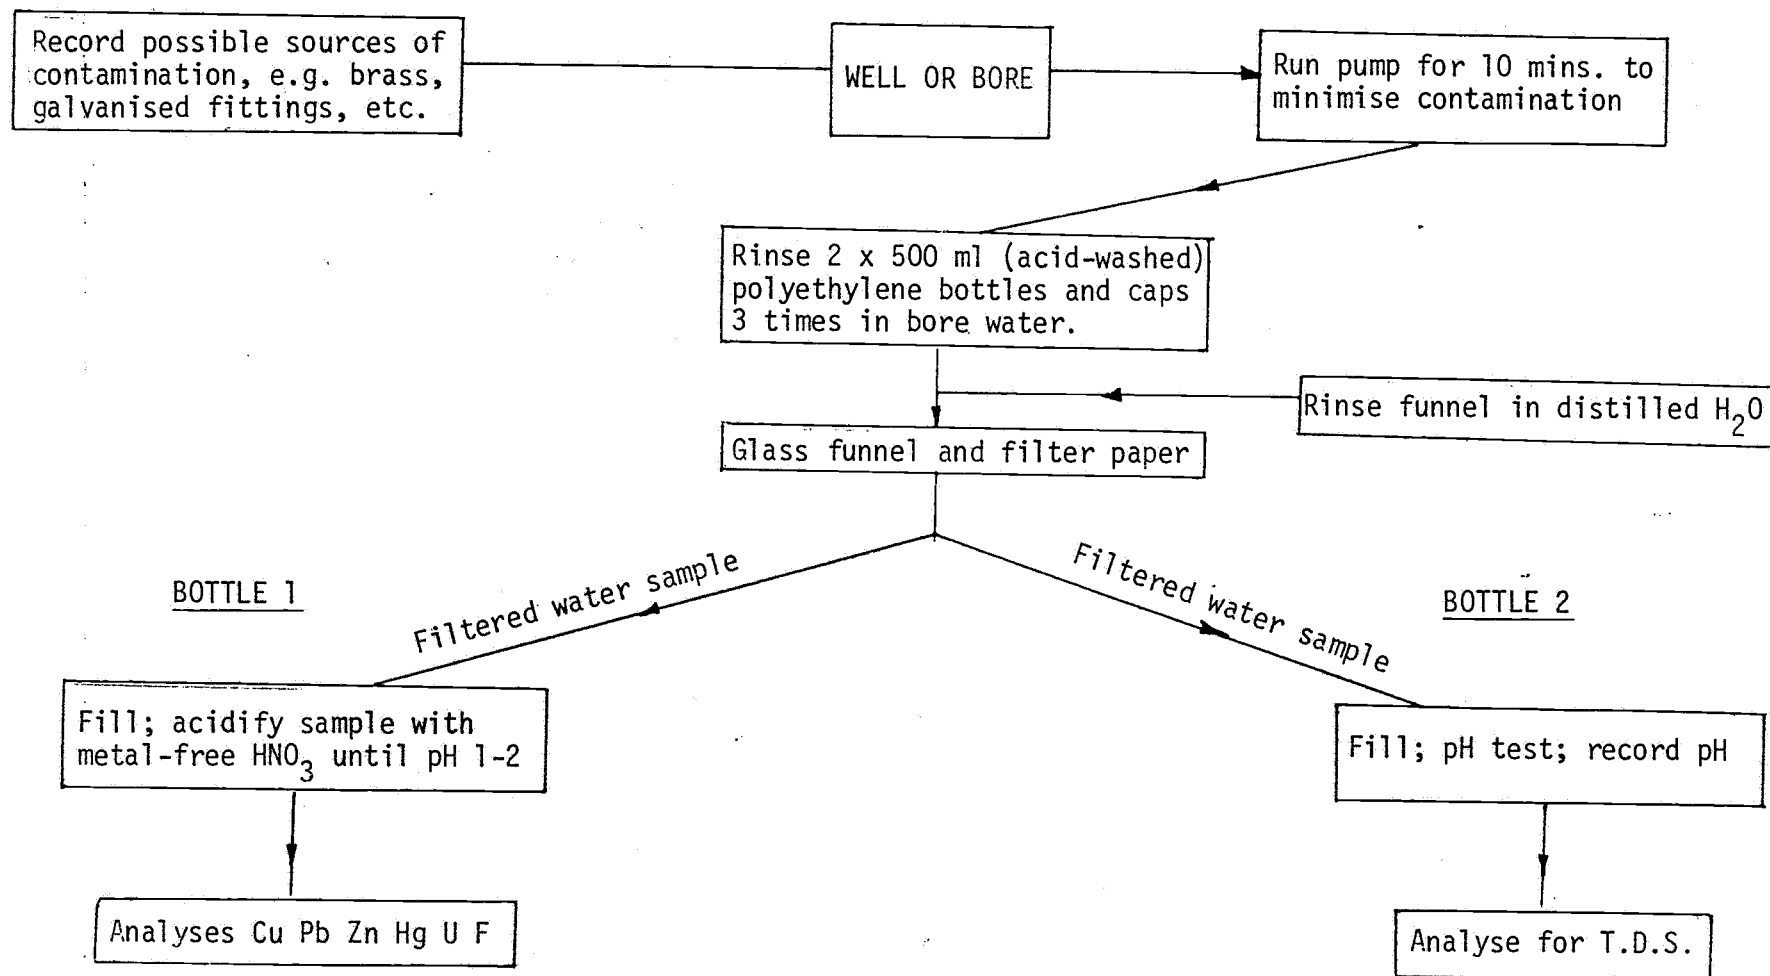 Record possible sources of
contamination, e.g. brass,
galvanised fittings, etc.
WELL OR BORE
Run pump for 10 mins. to
minimise contamination
Rinse 2 x 500 ml (acid-washed)
polyethylene bottles and caps
3 times in bore water.
Rinse funnel in distilled H₂O
Glass funnel and filter paper
Filtered water sample
Filtered water sample
BOTTLE 1
BOTTLE 2
Fill; acidify sample with
metal-free HNO₃ until pH 1-2
Fill; pH test; record pH
Analyses Cu Pb Zn Hg U F
Analyse for T.D.S.